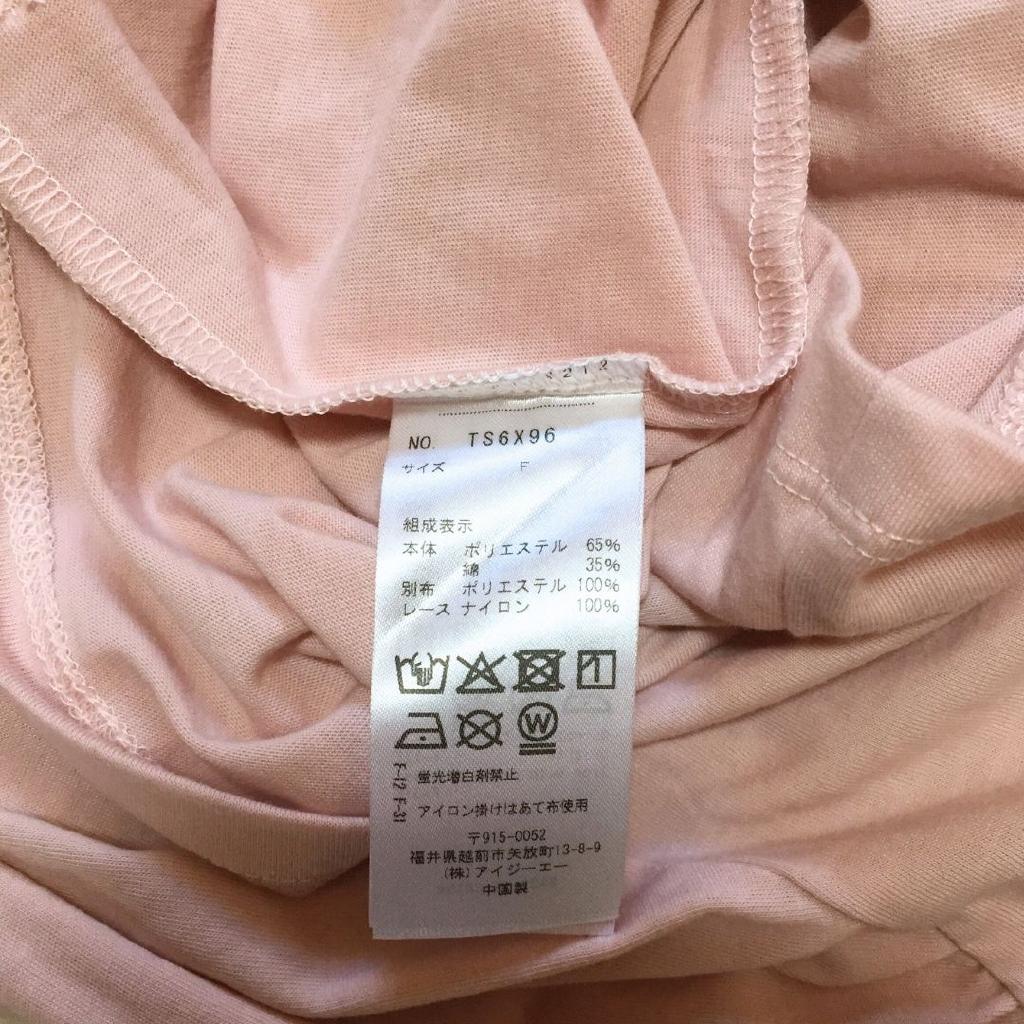 212
NO. TS6X96
サイズ F
組成表示
本体 ポリエステル 65%
綿 35%
別布 ポリエステル 100%
レース ナイロン 100%
W
F-12 F-31
蛍光増白剤禁止
アイロン掛けはあて布使用
〒915-0052
福井県越前市矢放町13-8-9
(株)アイジーエー
中国製